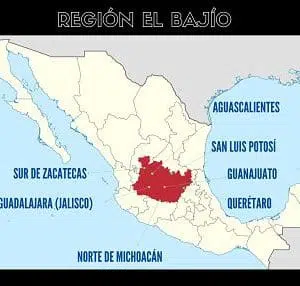 REGIÓN EL BAJÍO
AGUASCALIENTES
SAN LUIS POTOSÍ
SUR DE ZACATECAS
GUANAJUATO
GUADALAJARA (JALISCO)
QUERÉTARO
NORTE DE MICHOACÁN